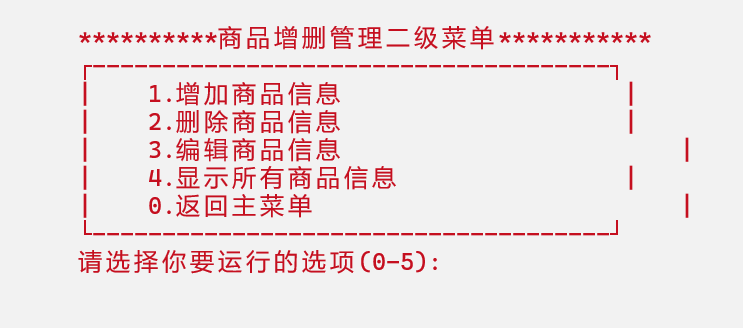 **********商品增删管理二级菜单***********
┌——————————————————————————————————————┐
|    1.增加商品信息                    |
|    2.删除商品信息                    |
|    3.编辑商品信息                        |
|    4.显示所有商品信息                |
|    0.返回主菜单                          |
└——————————————————————————————————————┘
请选择你要运行的选项(0—5):